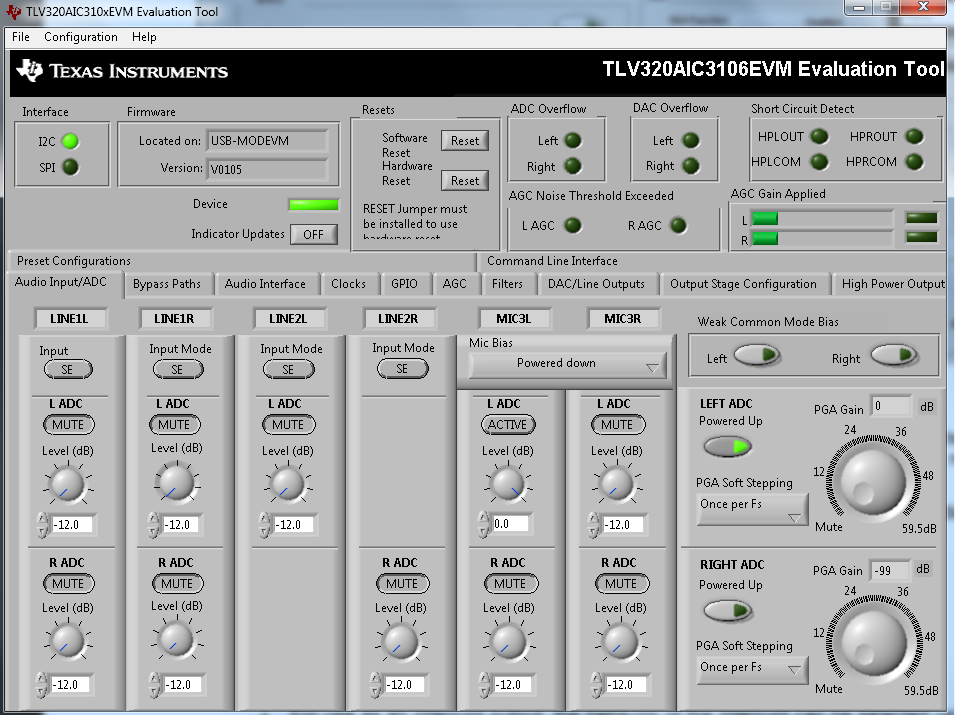 TLV320AIC310xEVM Evaluation Tool
File Configuration Help
TEXAS INSTRUMENTS
TLV320AIC3106EVM Evaluation Tool
Interface
I2C
SPI
Firmware
Located on: USB-MODEVM
Version: V0105
Device
Indicator Updates OFF
Resets
Software
Reset
Reset
Hardware
Reset
Reset
RESET Jumper must
be installed to use
hardware reset
ADC Overflow
Left
Right
DAC Overflow
Left
Right
Short Circuit Detect
HPLOUT HPROUT
HPLCOM HPRCOM
AGC Noise Threshold Exceeded
L AGC R AGC
AGC Gain Applied
L
R
Preset Configurations Command Line Interface
Audio Input/ADC Bypass Paths Audio Interface Clocks GPIO AGC Filters DAC/Line Outputs Output Stage Configuration High Power Output
LINE1L LINE1R LINE2L LINE2R MIC3L MIC3R
Input Input Mode Input Mode Input Mode
SE SE SE SE
Mic Bias
Powered down
L ADC L ADC L ADC L ADC L ADC
MUTE MUTE MUTE ACTIVE MUTE
Level (dB) Level (dB) Level (dB) Level (dB) Level (dB)
-12.0 -12.0 -12.0 0.0 -12.0
R ADC R ADC R ADC R ADC R ADC
MUTE MUTE MUTE MUTE MUTE
Level (dB) Level (dB) Level (dB) Level (dB) Level (dB)
-12.0 -12.0 -12.0 -12.0 -12.0
Weak Common Mode Bias
Left Right
LEFT ADC
Powered Up
PGA Soft Stepping
Once per Fs
PGA Gain 0 dB
24 36
12 48
Mute 59.5dB
RIGHT ADC
Powered Up
PGA Soft Stepping
Once per Fs
PGA Gain -99 dB
24 36
12 48
Mute 59.5dB